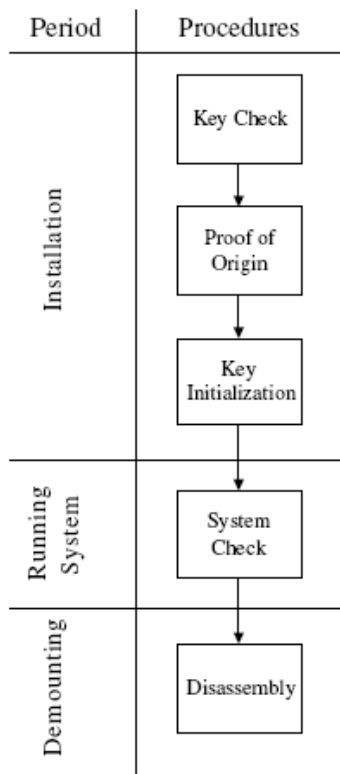 Period Procedures
Installation
Key Check
Proof of
Origin
Key
Initialization
Running
System
System
Check
Demounting
Disassembly